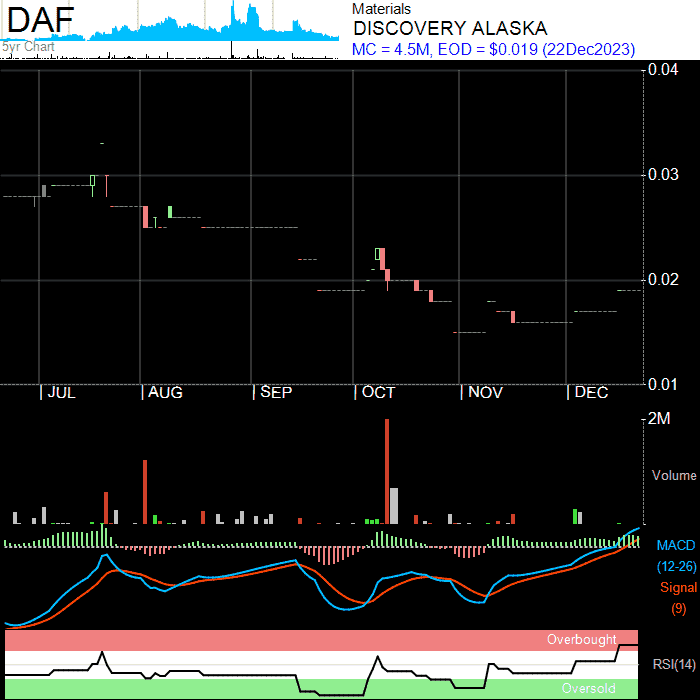 DAF
5yr Chart
Materials
DISCOVERY ALASKA
MC = 4.5M, EOD = $0.019 (22Dec2023)
0.04
0.03
0.02
0.01
| JUL | AUG | SEP | OCT | NOV | DEC
2M
Volume
MACD
(12-26)
Signal
(9)
Overbought
RSI(14)
Oversold